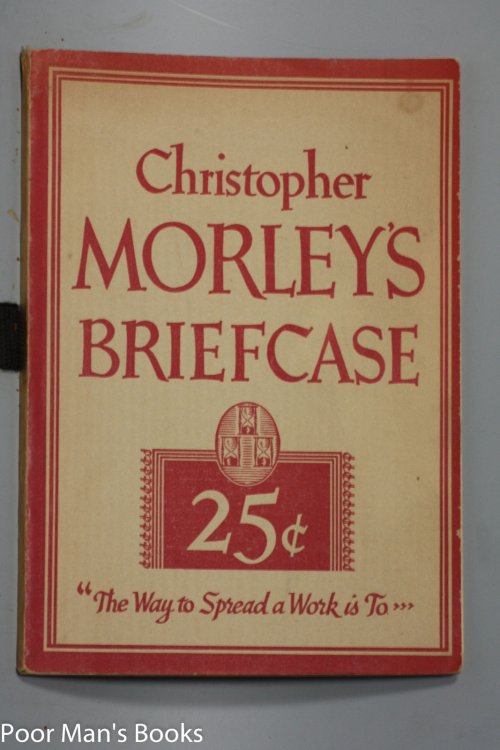 Christopher
MORLEY'S
BRIEFCASE
25¢
"The Way to Spread a Work is To...
Poor Man's Books